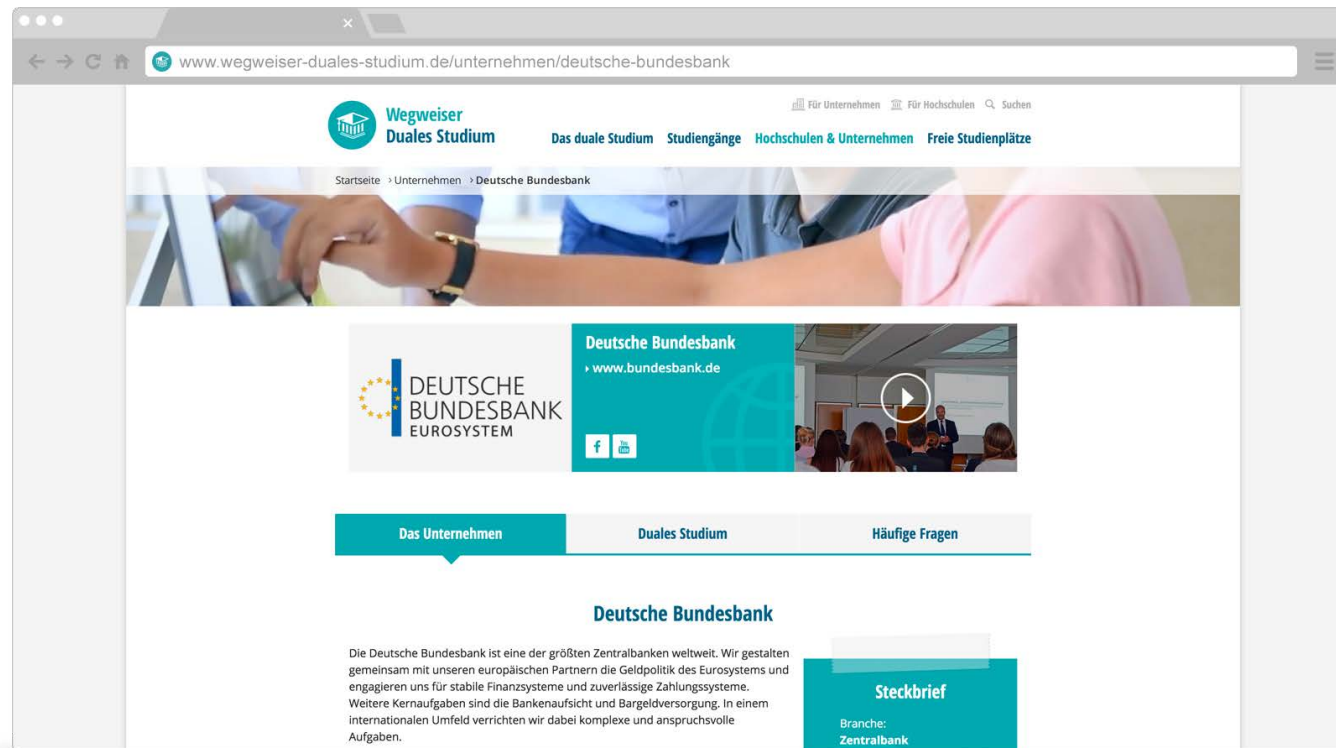 www.wegweiser-duales-studium.de/unternehmen/deutsche-bundesbank
Für Unternehmen Für Hochschulen Suchen
Wegweiser
Duales Studium
Das duale Studium Studiengänge Hochschulen & Unternehmen Freie Studienplätze
Startseite › Unternehmen › Deutsche Bundesbank
DEUTSCHE
BUNDESBANK
EUROSYSTEM
Deutsche Bundesbank
www.bundesbank.de
f You Tube
Das Unternehmen Duales Studium Häufige Fragen
Deutsche Bundesbank
Die Deutsche Bundesbank ist eine der größten Zentralbanken weltweit. Wir gestalten
gemeinsam mit unseren europäischen Partnern die Geldpolitik des Eurosystems und
engagieren uns für stabile Finanzsysteme und zuverlässige Zahlungssysteme.
Weitere Kernaufgaben sind die Bankenaufsicht und Bargeldversorgung. In einem
internationalen Umfeld verrichten wir dabei komplexe und anspruchsvolle
Aufgaben.
Steckbrief
Branche:
Zentralbank